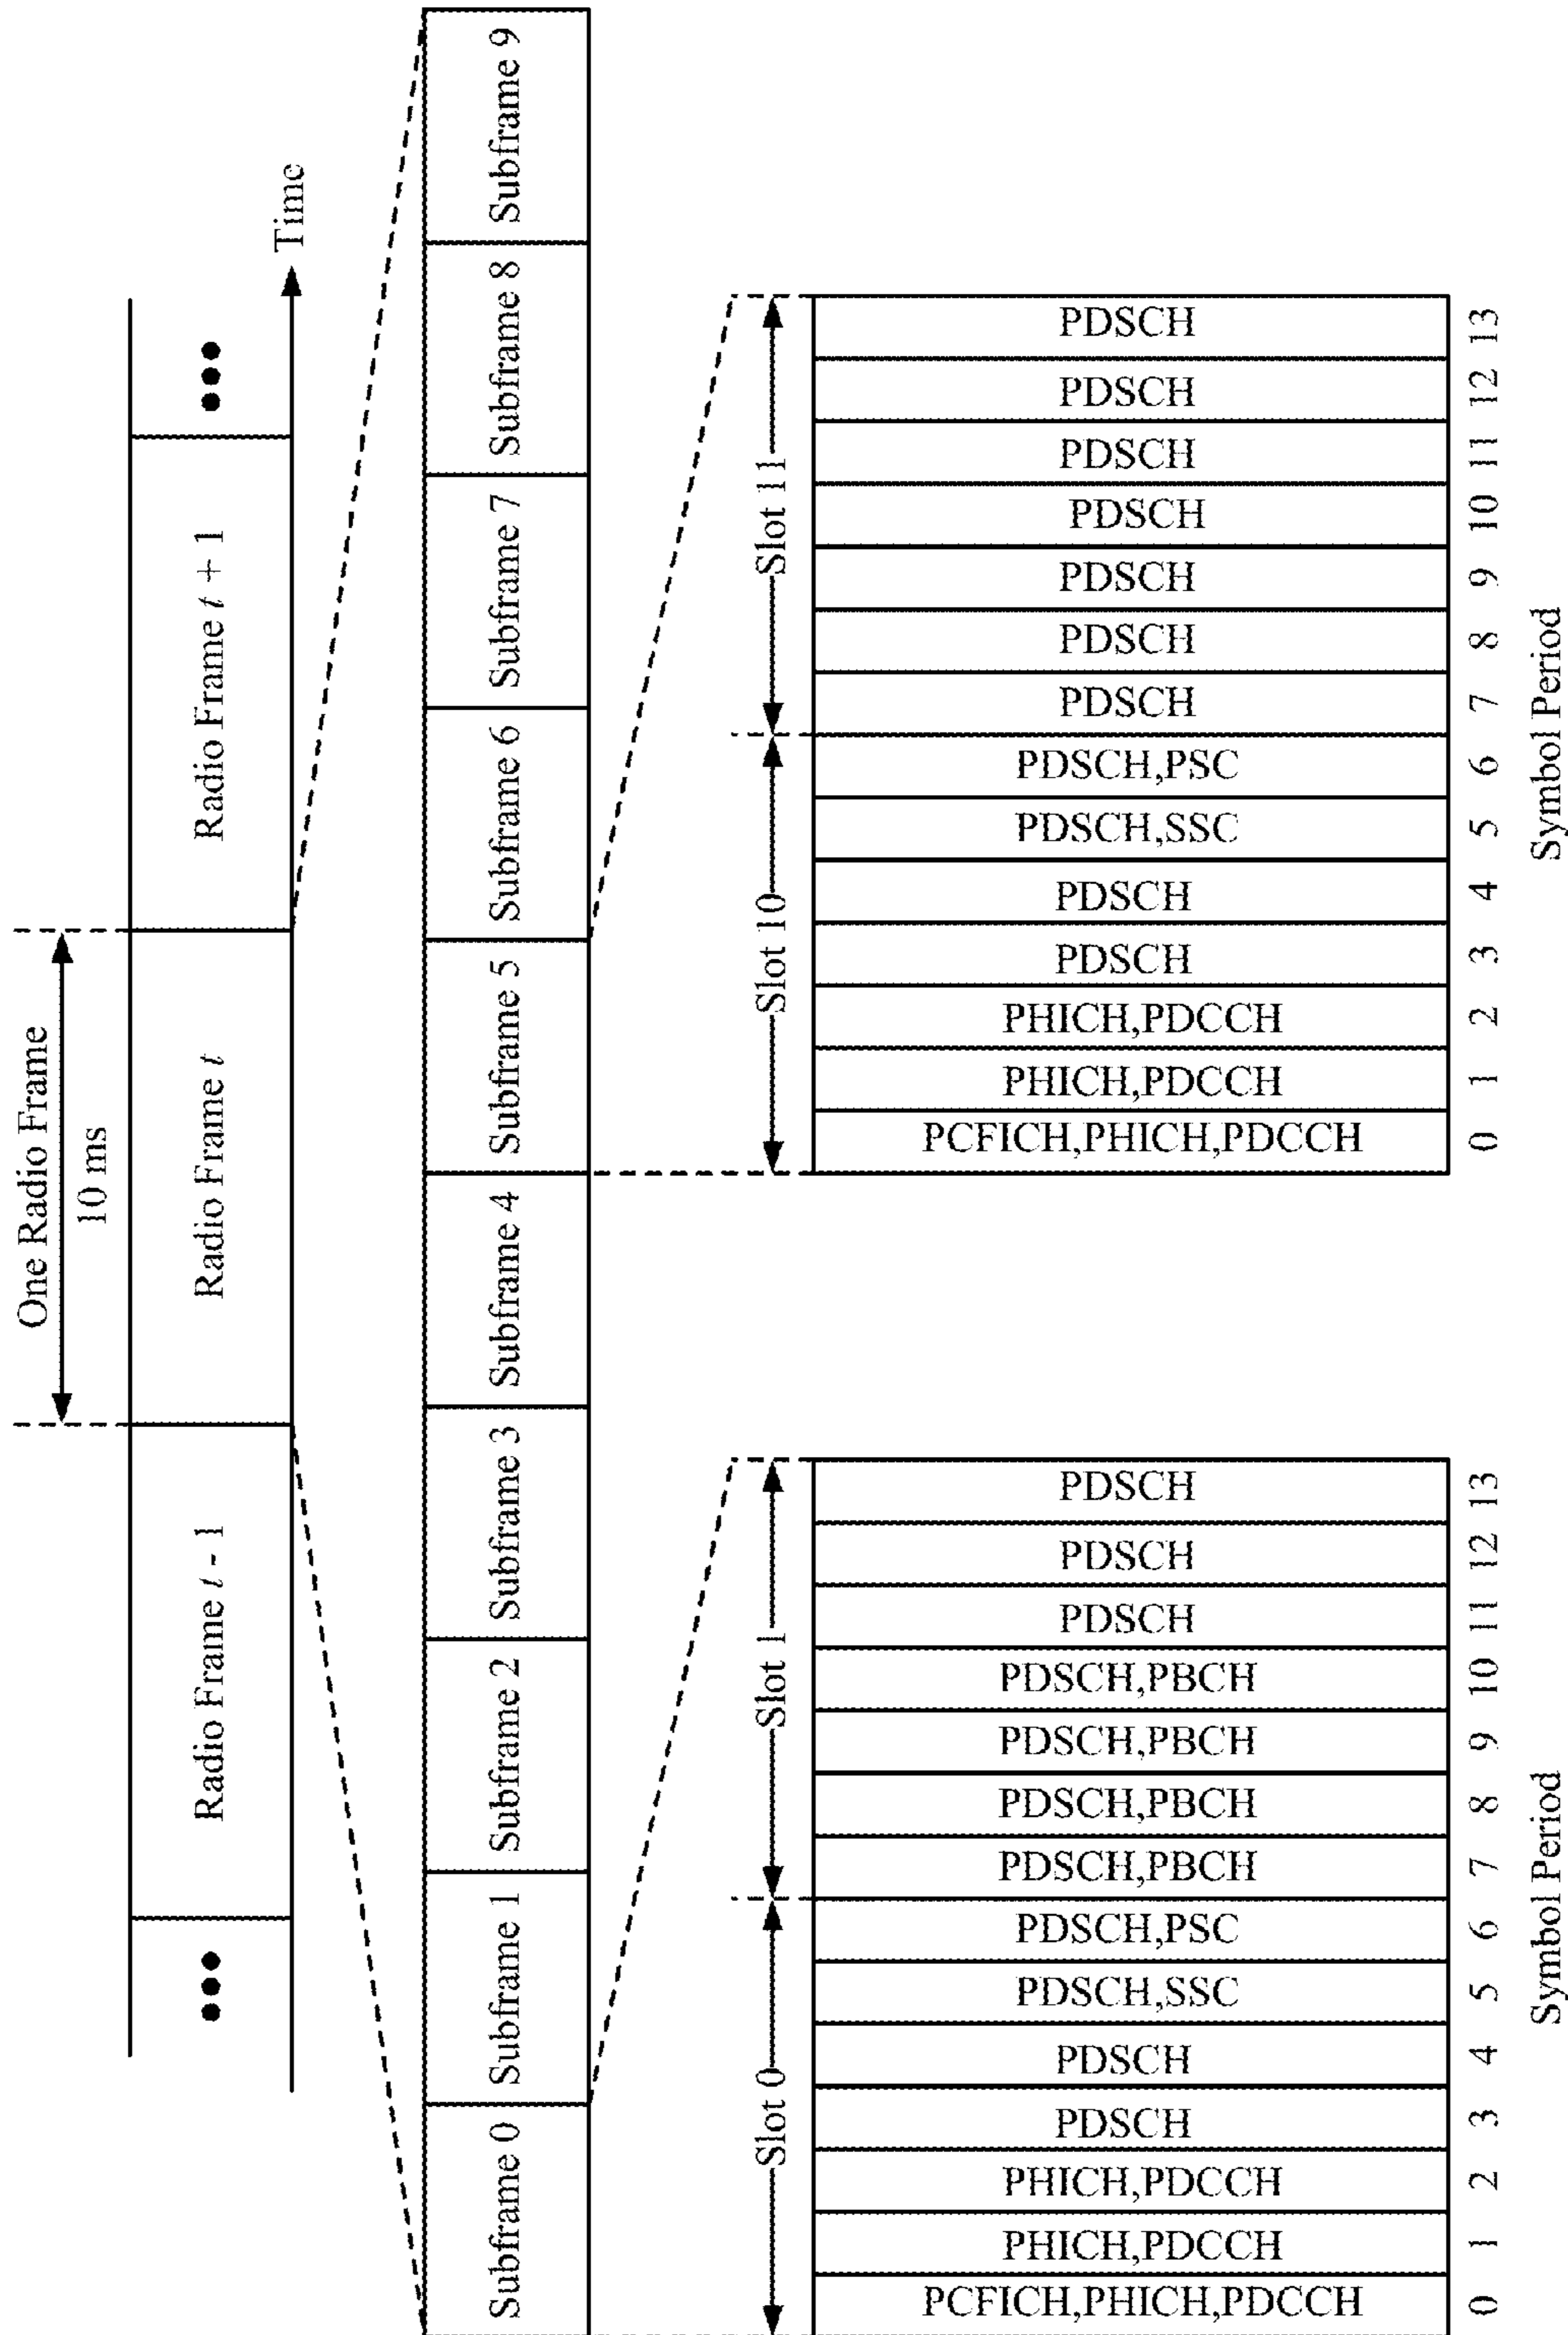 One Radio Frame
10 ms
Radio Frame t - 1
Radio Frame t
Radio Frame t + 1
Time
Subframe 0
Subframe 1
Subframe 2
Subframe 3
Subframe 4
Subframe 5
Subframe 6
Subframe 7
Subframe 8
Subframe 9
Slot 0
Slot 1
PCFICH,PHICH,PDCCH
PHICH,PDCCH
PHICH,PDCCH
PDSCH
PDSCH
PDSCH,SSC
PDSCH,PSC
PDSCH,PBCH
PDSCH,PBCH
PDSCH,PBCH
PDSCH,PBCH
PDSCH
PDSCH
PDSCH
0 1 2 3 4 5 6 7 8 9 10 11 12 13
Symbol Period
Slot 10
Slot 11
PCFICH,PHICH,PDCCH
PHICH,PDCCH
PHICH,PDCCH
PDSCH
PDSCH
PDSCH,SSC
PDSCH,PSC
PDSCH
PDSCH
PDSCH
PDSCH
PDSCH
PDSCH
PDSCH
0 1 2 3 4 5 6 7 8 9 10 11 12 13
Symbol Period